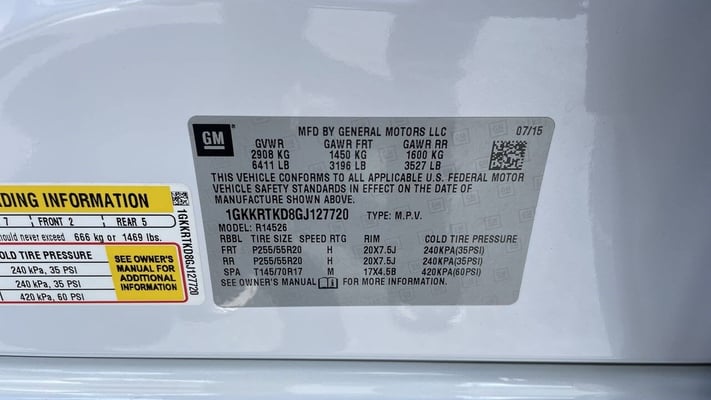 GM
MFD BY GENERAL MOTORS LLC 07/15
GVWR GAWR FRT GAWR RR
2908 KG 1450 KG 1600 KG
6411 LB 3196 LB 3527 LB
THIS VEHICLE CONFORMS TO ALL APPLICABLE U.S. FEDERAL MOTOR
VEHICLE SAFETY STANDARDS IN EFFECT ON THE DATE OF
MANUFACTURE SHOWN ABOVE.
1GKKRTKD8GJ127720 TYPE: M.P.V.
MODEL: R14526
RBBL TIRE SIZE SPEED RTG RIM COLD TIRE PRESSURE
FRT P255/55R20 H 20X7.5J 240KPA(35PSI)
RR P255/55R20 H 20X7.5J 240KPA(35PSI)
SPA T145/70R17 M 17X4.5B 420KPA(60PSI)
SEE OWNER'S MANUAL FOR MORE INFORMATION.
DING INFORMATION
7 FRONT 2 REAR 5
ould never exceed 666 kg or 1469 lbs.
COLD TIRE PRESSURE
240 kPa, 35 PSI
240 kPa, 35 PSI
420 kPa, 60 PSI
SEE OWNER'S
MANUAL FOR
ADDITIONAL
INFORMATION
1GKKRTKD8GJ127720